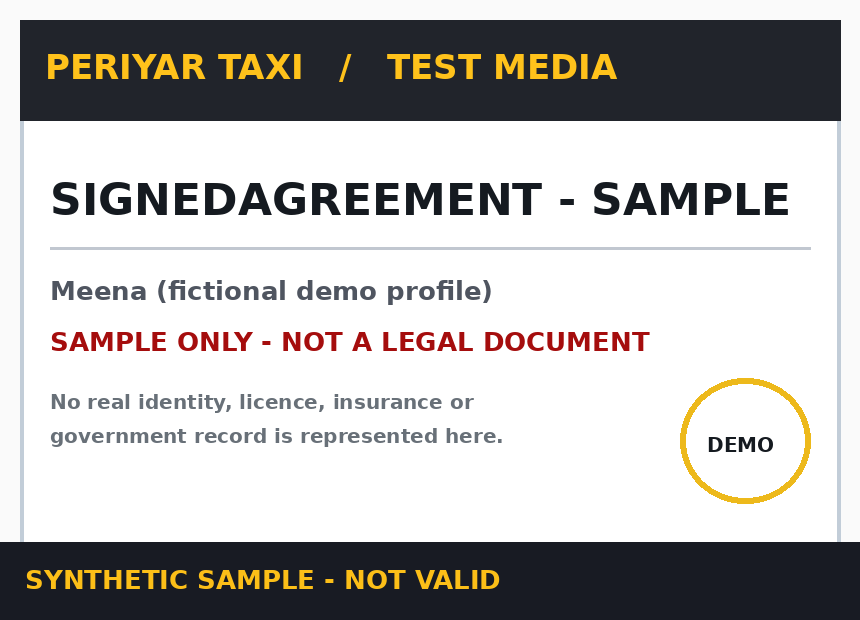 PERIYAR TAXI / TEST MEDIA
SIGNEDAGREEMENT - SAMPLE
Meena (fictional demo profile)
SAMPLE ONLY - NOT A LEGAL DOCUMENT
No real identity, licence, insurance or
government record is represented here.
DEMO
SYNTHETIC SAMPLE - NOT VALID